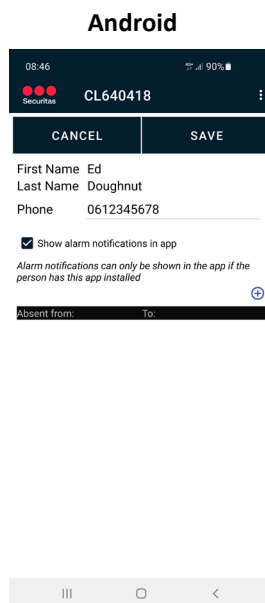 Android
08:46 90%
Securitas CL640418
CANCEL SAVE
First Name Ed
Last Name Doughnut
Phone 0612345678
Show alarm notifications in app
Alarm notifications can only be shown in the app if the
person has this app installed
Absent from: To: